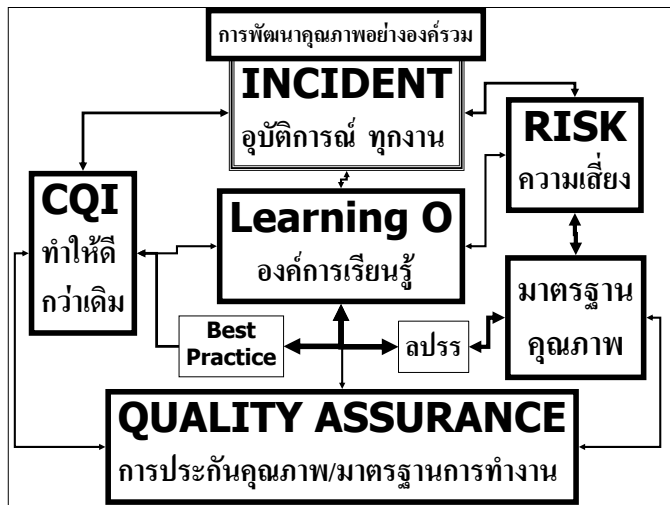 การพัฒนาคุณภาพอย่างองค์รวม
INCIDENT
อุบัติการณ์ ทุกงาน
RISK
ความเสี่ยง
CQI
ทำให้ดี
กว่าเดิม
Learning O
องค์การเรียนรู้
มาตรฐาน
คุณภาพ
Best
Practice
ลปรร
QUALITY ASSURANCE
การประกันคุณภาพ/มาตรฐานการทำงาน